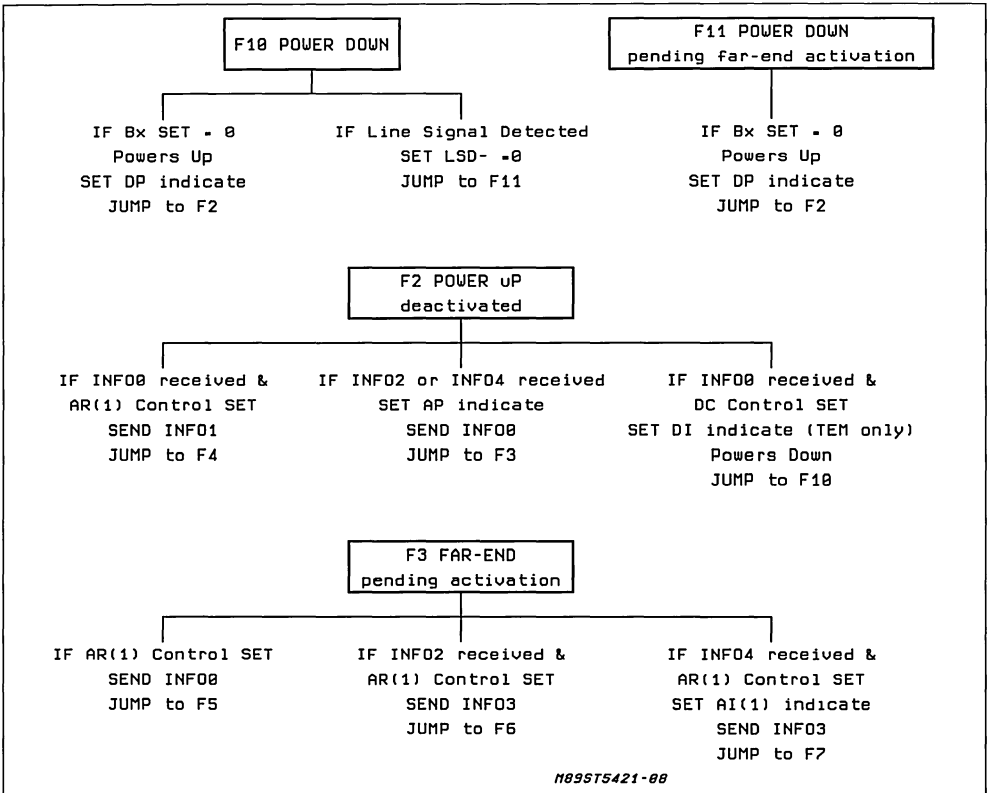 F10 POWER DOWN
IF Bx SET = 0
Powers Up
SET DP indicate
JUMP to F2
IF Line Signal Detected
SET LSD- =0
JUMP to F11
F11 POWER DOWN
pending far-end activation
IF Bx SET = 0
Powers Up
SET DP indicate
JUMP to F2
F2 POWER uP
deactivated
IF INFO0 received &
AR(1) Control SET
SEND INFO1
JUMP to F4
IF INFO2 or INFO4 received
SET AP indicate
SEND INFO0
JUMP to F3
IF INFO0 received &
DC Control SET
SET DI indicate (TEM only)
Powers Down
JUMP to F10
F3 FAR-END
pending activation
IF AR(1) Control SET
SEND INFO0
JUMP to F5
IF INFO2 received &
AR(1) Control SET
SEND INFO3
JUMP to F6
IF INFO4 received &
AR(1) Control SET
SET AI(1) indicate
SEND INFO3
JUMP to F7
M89ST5421-08